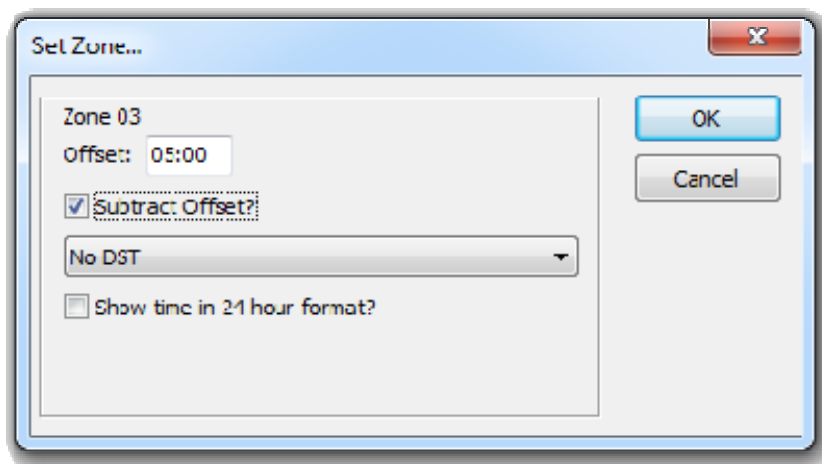 Set Zone...
Zone 03
Offset: 05:00
Subtract Offset?
No DST
Show time in 24 hour format?
OK
Cancel